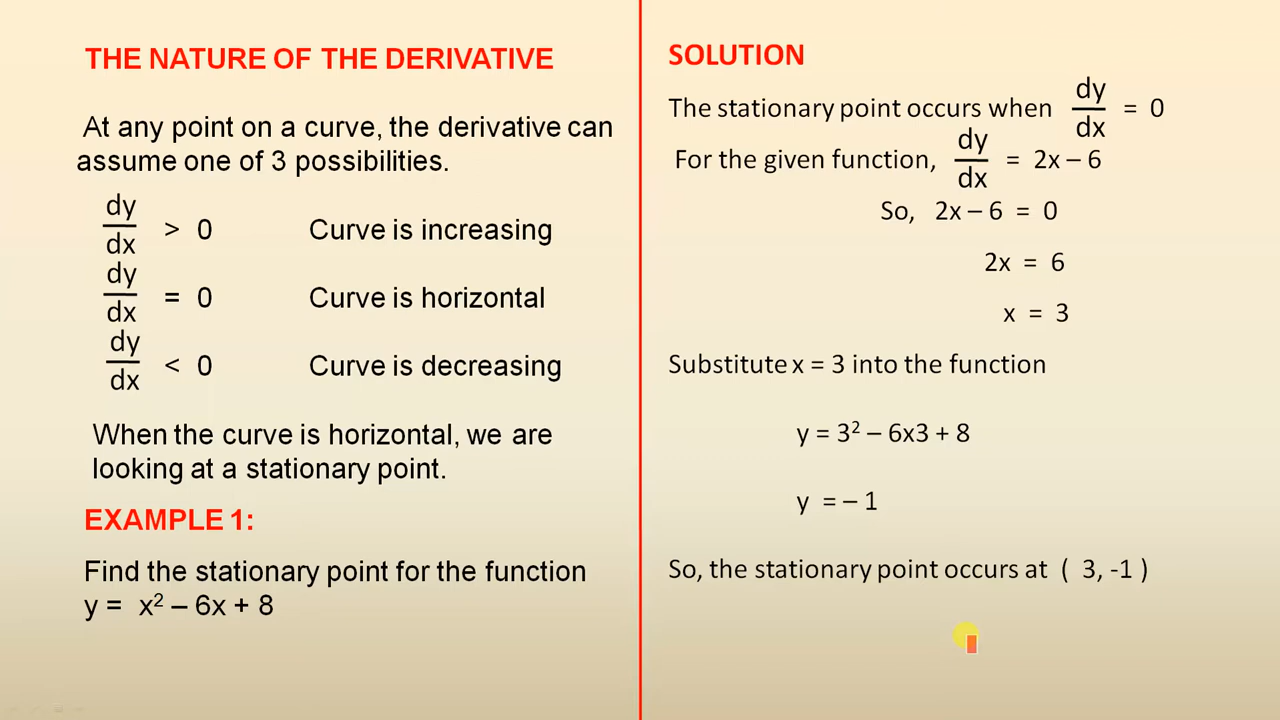 THE NATURE OF THE DERIVATIVE
At any point on a curve, the derivative can
assume one of 3 possibilities.
dy/dx > 0 Curve is increasing
dy/dx = 0 Curve is horizontal
dy/dx < 0 Curve is decreasing
When the curve is horizontal, we are
looking at a stationary point.
EXAMPLE 1:
Find the stationary point for the function
y = x² – 6x + 8
SOLUTION
The stationary point occurs when dy/dx = 0
For the given function, dy/dx = 2x – 6
So, 2x – 6 = 0
2x = 6
x = 3
Substitute x = 3 into the function
y = 3² – 6x3 + 8
y = – 1
So, the stationary point occurs at ( 3, -1 )